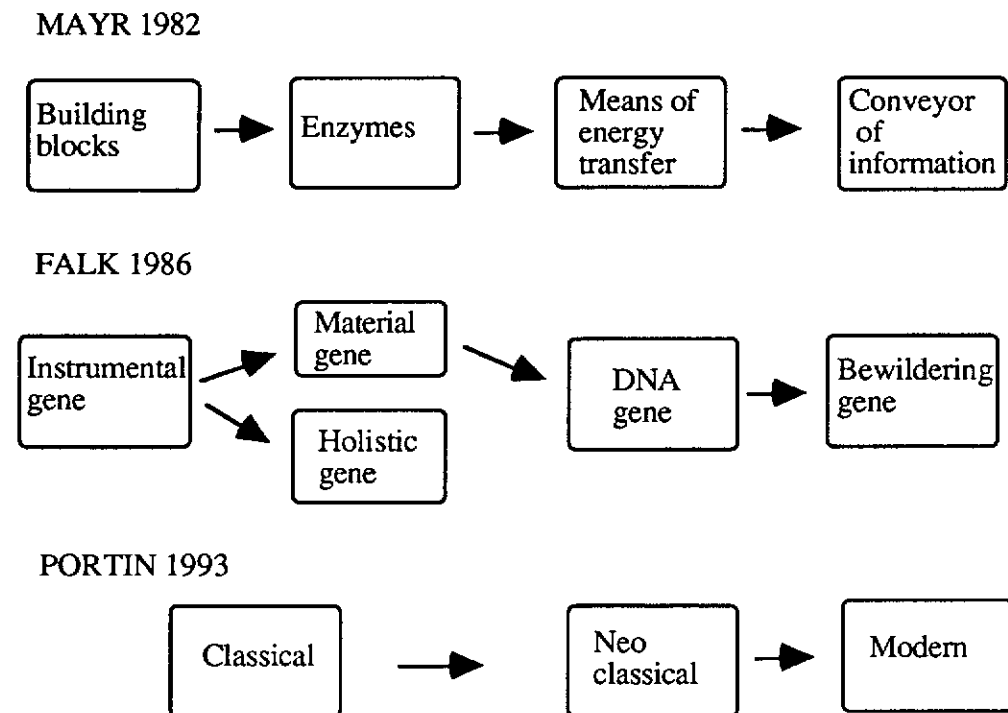 MAYR 1982
Building
blocks
Enzymes
Means of
energy
transfer
Conveyor
of
information
FALK 1986
Instrumental
gene
Material
gene
Holistic
gene
DNA
gene
Bewildering
gene
PORTIN 1993
Classical
Neo
classical
Modern